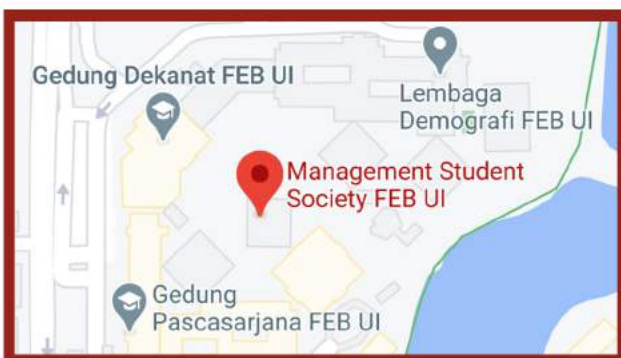 Gedung Dekanat FEB UI
Lembaga
Demografi FEB UI
Management Student
Society FEB UI
Gedung
Pascasarjana FEB UI